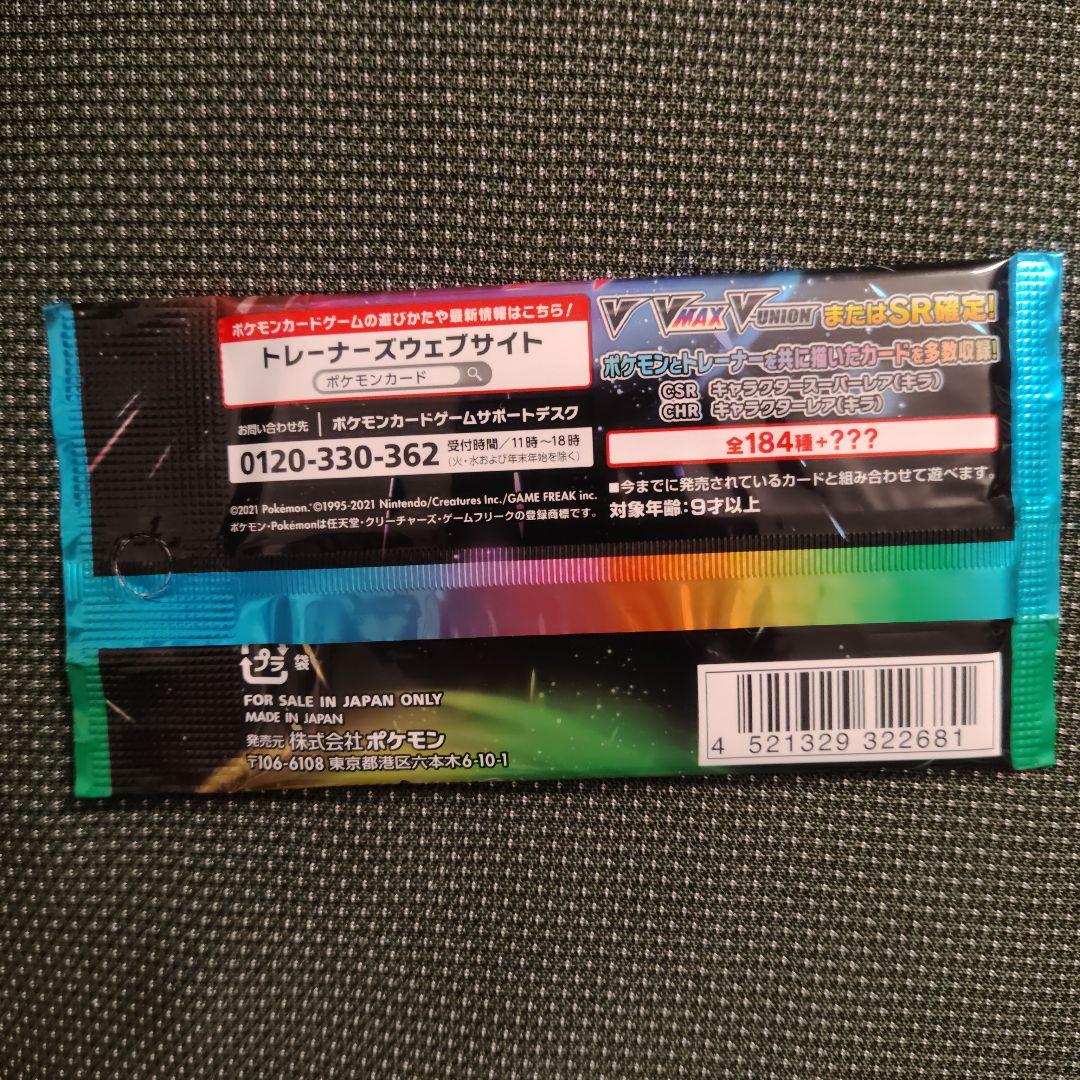 ポケモンカードゲームの遊びかたや最新情報はこちら!
トレーナーズウェブサイト
ポケモンカード
お問い合わせ先 ポケモンカードゲームサポートデスク
0120-330-362 受付時間/11時~18時
(火・水および年末年始を除く)
©2021 Pokémon. ©1995-2021 Nintendo/Creatures Inc./GAME FREAK inc.
ポケモン・Pokémonは任天堂・クリーチャーズ・ゲームフリークの登録商標です。
V VMAX V-UNION またはSR確定!
ポケモンとトレーナーを共に描いたカードを多数収録!
CSR キャラクタースーパーレア(キラ)
CHR キャラクターレア(キラ)
全184種+???
■今までに発売されているカードと組み合わせて遊べます。
対象年齢:9才以上
プラ 袋
FOR SALE IN JAPAN ONLY
MADE IN JAPAN
発売元 株式会社ポケモン
〒106-6108 東京都港区六本木6-10-1
4 521329 322681